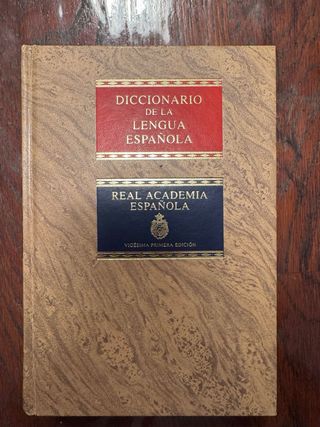 DICCIONARIO
DE LA
LENGUA
ESPAÑOLA
REAL ACADEMIA
ESPAÑOLA
VIGÉSIMA PRIMERA EDICIÓN